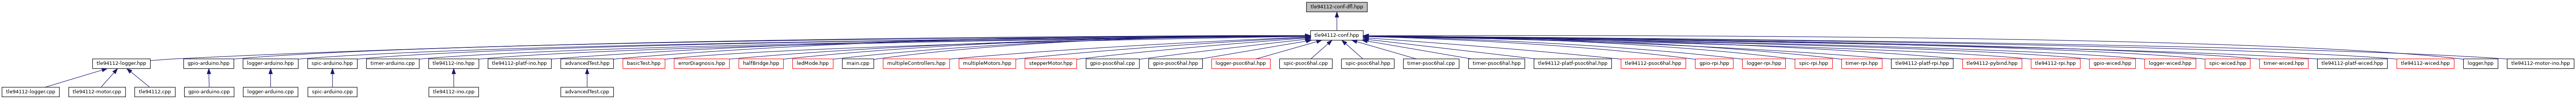 tle94112-conf-dfl.hpp
tle94112-conf.hpp
tle94112-logger.hpp
gpio-arduino.hpp
logger-arduino.hpp
spic-arduino.hpp
timer-arduino.cpp
tle94112-ino.hpp
tle94112-platf-ino.hpp
advancedTest.hpp
basicTest.hpp
errorDiagnosis.hpp
halfBridge.hpp
ledMode.hpp
main.cpp
multipleControllers.hpp
multipleMotors.hpp
stepperMotor.hpp
gpio-psoc6hal.cpp
gpio-psoc6hal.hpp
logger-psoc6hal.hpp
spic-psoc6hal.cpp
spic-psoc6hal.hpp
timer-psoc6hal.cpp
timer-psoc6hal.hpp
tle94112-platf-psoc6hal.hpp
tle94112-psoc6hal.hpp
gpio-rpi.hpp
logger-rpi.hpp
spic-rpi.hpp
timer-rpi.hpp
tle94112-platf-rpi.hpp
tle94112-pybind.hpp
tle94112-rpi.hpp
gpio-wiced.hpp
logger-wiced.hpp
spic-wiced.hpp
timer-wiced.hpp
tle94112-platf-wiced.hpp
tle94112-wiced.hpp
logger.hpp
tle94112-motor-ino.hpp
tle94112-logger.cpp
tle94112-motor.cpp
tle94112.cpp
gpio-arduino.cpp
logger-arduino.cpp
spic-arduino.cpp
tle94112-ino.cpp
advancedTest.cpp